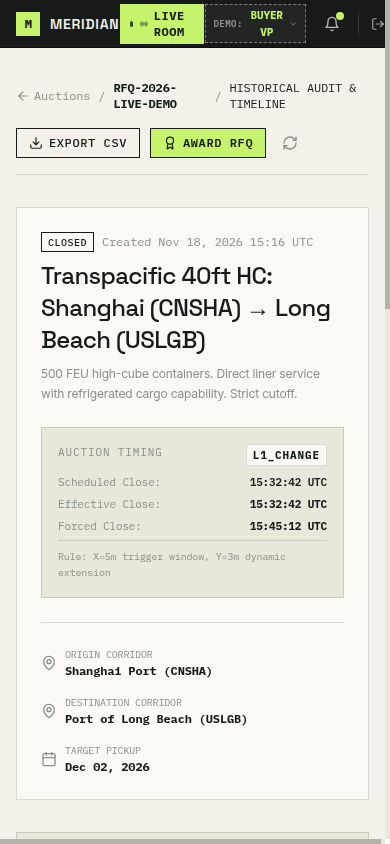 M MERIDIAN LIVE ROOM DEMO: BUYER VP
Auctions / RFQ-2026-LIVE-DEMO / HISTORICAL AUDIT & TIMELINE
EXPORT CSV AWARD RFQ
CLOSED Created Nov 18, 2026 15:16 UTC
Transpacific 40ft HC:
Shanghai (CNSHA) → Long
Beach (USLGB)
500 FEU high-cube containers. Direct liner service
with refrigerated cargo capability. Strict cutoff.
AUCTION TIMING L1_CHANGE
Scheduled Close: 15:32:42 UTC
Effective Close: 15:32:42 UTC
Forced Close: 15:45:12 UTC
Rule: X=5m trigger window, Y=3m dynamic
extension
ORIGIN CORRIDOR
Shanghai Port (CNSHA)
DESTINATION CORRIDOR
Port of Long Beach (USLGB)
TARGET PICKUP
Dec 02, 2026